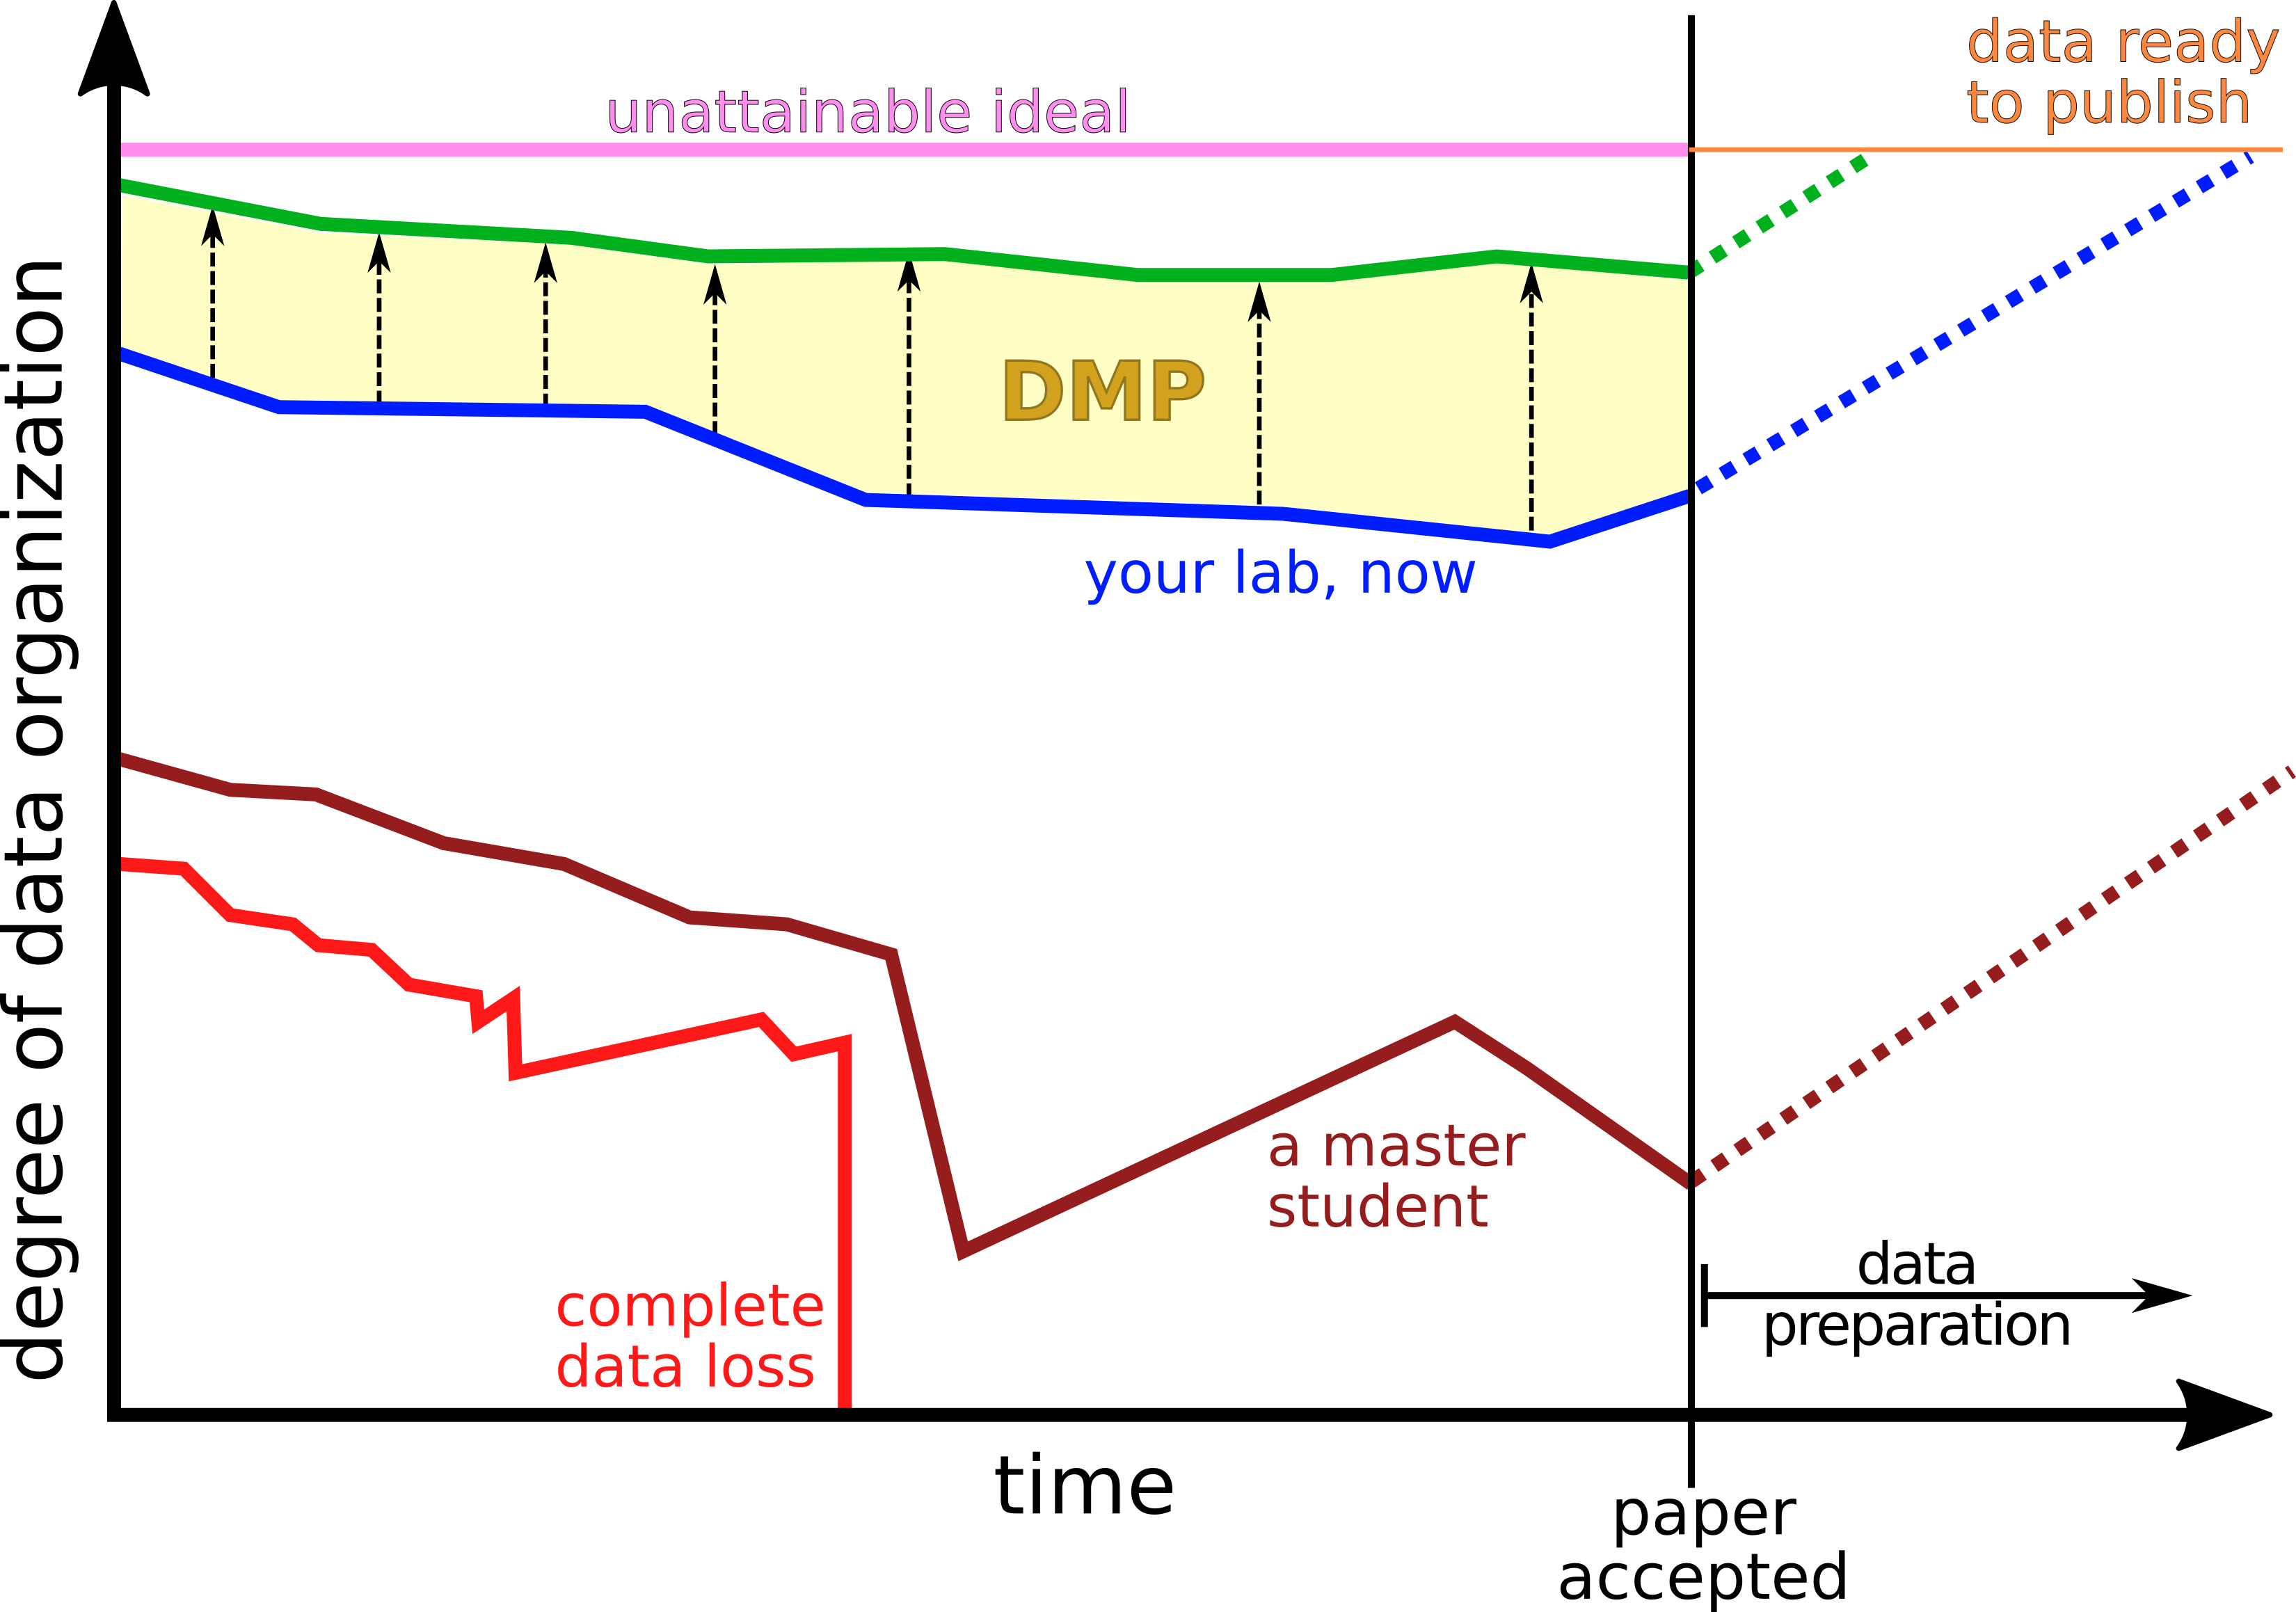 data ready
to publish
unattainable ideal
degree of data organization
DMP
your lab, now
a master
student
complete
data loss
data
preparation
time
paper
accepted